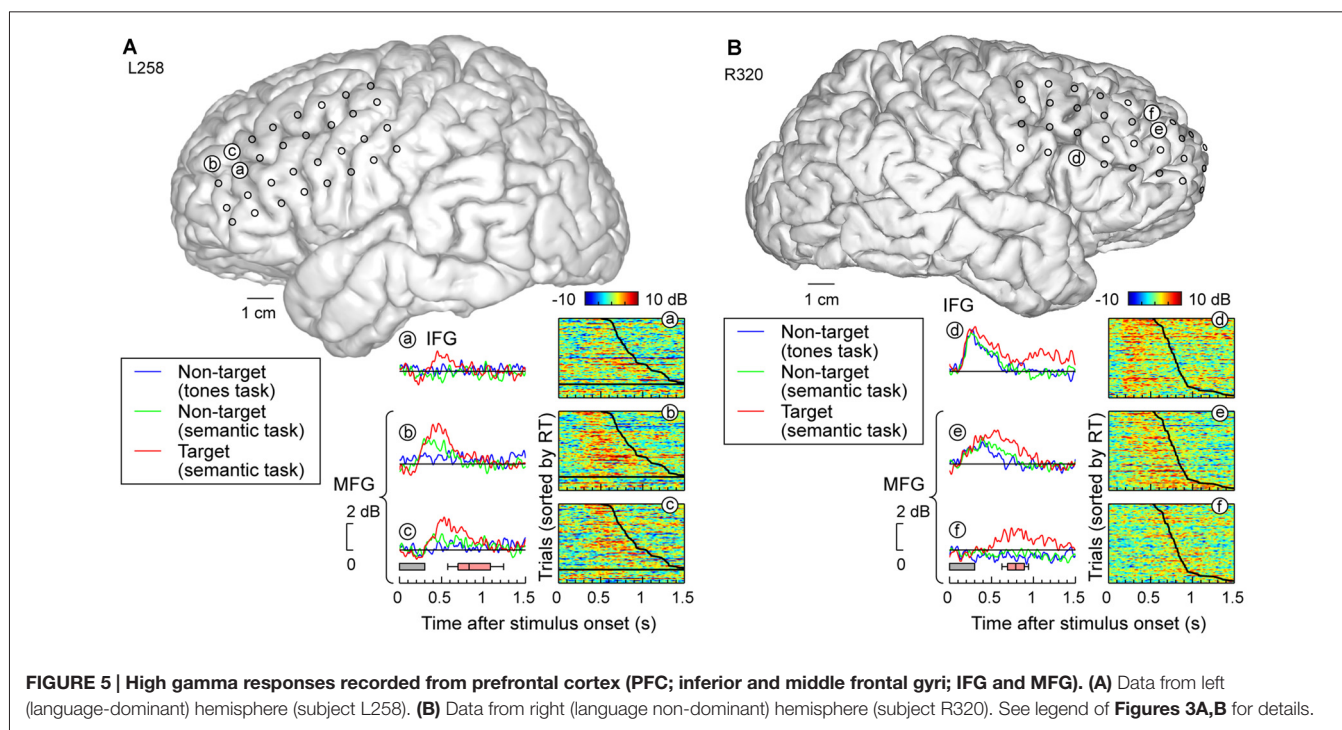 A
L258
B
R320
b
c
a
f
e
d
1 cm
-10 10 dB
1 cm
-10 10 dB
Non-target
(tones task)
Non-target
(semantic task)
Target
(semantic task)
a IFG
a
b
b
MFG
2 dB
0
c
c
Trials (sorted by RT)
0 0.5 1 1.5
0 0.5 1 1.5
Time after stimulus onset (s)
Non-target
(tones task)
Non-target
(semantic task)
Target
(semantic task)
IFG
d
d
e
e
MFG
2 dB
0
f
f
Trials (sorted by RT)
0 0.5 1 1.5
0 0.5 1 1.5
Time after stimulus onset (s)
FIGURE 5 | High gamma responses recorded from prefrontal cortex (PFC; inferior and middle frontal gyri; IFG and MFG). (A) Data from left
(language-dominant) hemisphere (subject L258). (B) Data from right (language non-dominant) hemisphere (subject R320). See legend of Figures 3A,B for details.